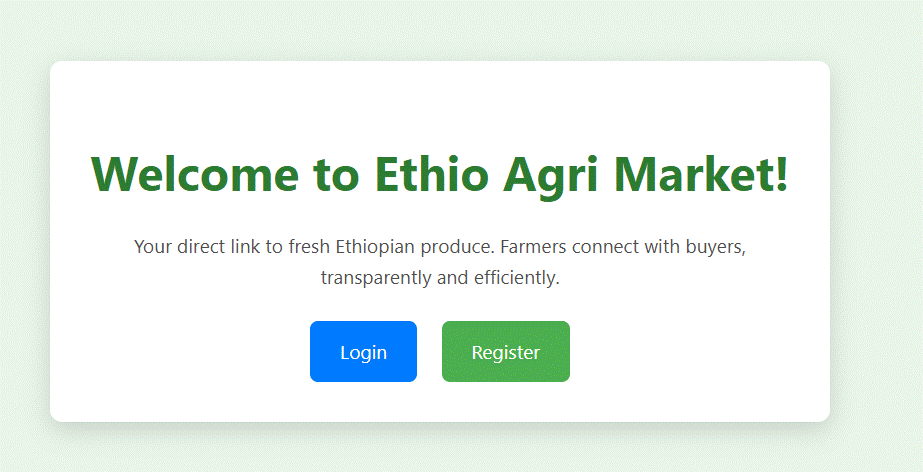 Welcome to Ethio Agri Market!
Your direct link to fresh Ethiopian produce. Farmers connect with buyers,
transparently and efficiently.
Login
Register